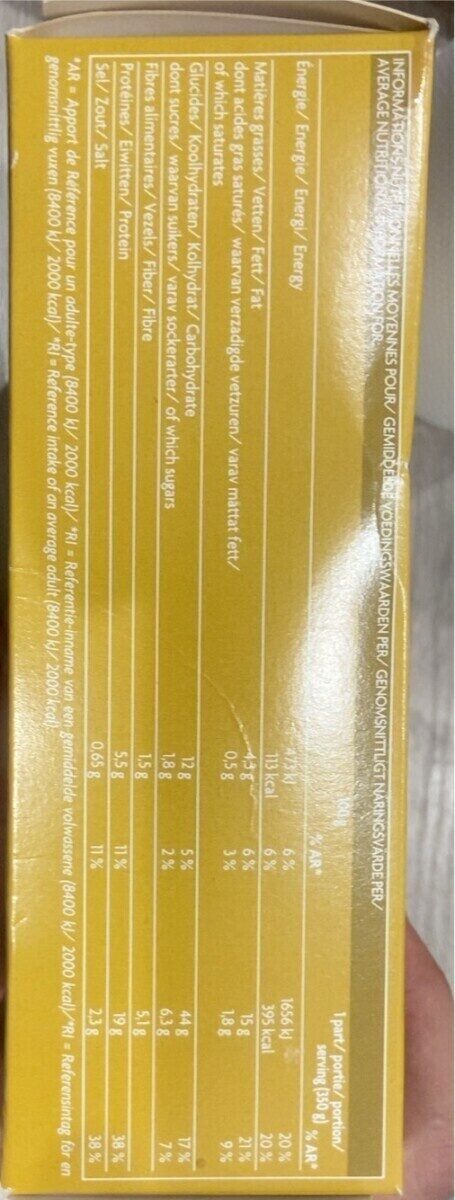 INFORMATIONS NUTRITIONNELLES MOYENNES POUR/ GEMIDDELDE VOEDINGSWAARDEN PER/ GENOMSNITTLIGT NÄRINGSVÄRDE PER/
AVERAGE NUTRITIONAL INFORMATION FOR:
100g % AR* 1 part/ portie/ portion/ serving (350 g) % AR*
Énergie/ Energie/ Energi/ Energy 473 kJ 6 % 1656 kJ 20 %
113 kcal 6 % 395 kcal 20 %
Matières grasses/ Vetten/ Fett/ Fat 4,3 g 6 % 15 g 21 %
dont acides gras saturés/ waarvan verzadigde vetzuren/ varav mättat fett/
of which saturates 0,5 g 3 % 1,8 g 9 %
Glucides/ Koolhydraten/ Kolhydrat/ Carbohydrate 12 g 5 % 44 g 17 %
dont sucres/ waarvan suikers/ varav sockerarter/ of which sugars 1,8 g 2 % 6,3 g 7 %
Fibres alimentaires/ Vezels/ Fiber/ Fibre 1,5 g 5,1 g
Protéines/ Eiwitten/ Protein 5,5 g 11 % 19 g 38 %
Sel/ Zout/ Salt 0,65 g 11 % 2,3 g 38 %
*AR = Apport de Référence pour un adulte-type (8400 kJ/ 2000 kcal)/ *RI = Referentie-inname van een gemiddelde volwassene (8400 kJ/ 2000 kcal)/*RI = Referensintag för en
genomsnittlig vuxen (8400 kJ/ 2000 kcal)/ *RI = Reference intake of an average adult (8400 kJ/ 2000 kcal)